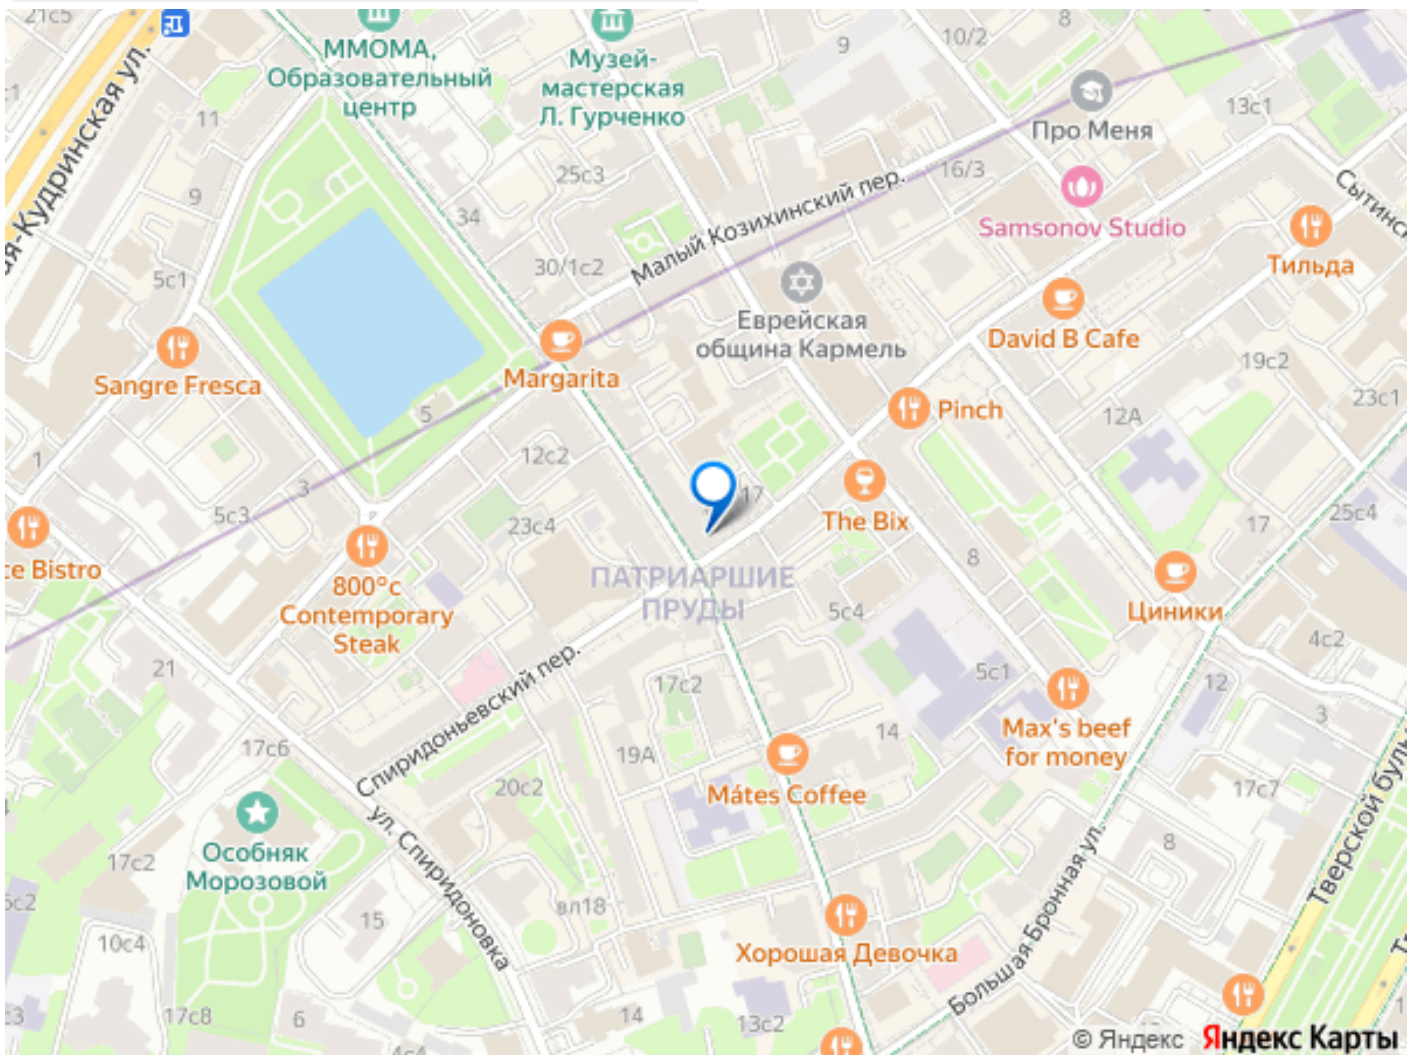 21с5
ММОМА,
Образовательный
центр
Музей-
мастерская
Л. Гурченко
8
10/2
9
Про Меня
13с1
11
16/3
25с3
9
34
Малый Козихинский пер.
Samsonov Studio
Сытинс
Тильда
30/1с2
5с1
Еврейская
община Кармель
David B Cafe
Margarita
Sangre Fresca
19с2
23с1
5
Pinch
12А
12с2
1
3
17
5с3
23с4
The Bix
17
25с4
8
ce Bistro
800°c
Contemporary
Steak
ПАТРИАРШИЕ
ПРУДЫ
5с4
Циники
4с2
21
Спиридоньевский пер.
17с2
5с1
12
3
Max's beef
for money
14
17с6
19А
Mátes Coffee
20с2
17с7
ул. Спиридоновка
Особняк
Морозовой
17с2
8
Тверской буль
вл18
15
10с4
Хорошая Девочка
Большая Бронная ул.
17с8
6
14
13с2
4с4
ая-Кудринская ул.
© Яндекс Яндекс Карты